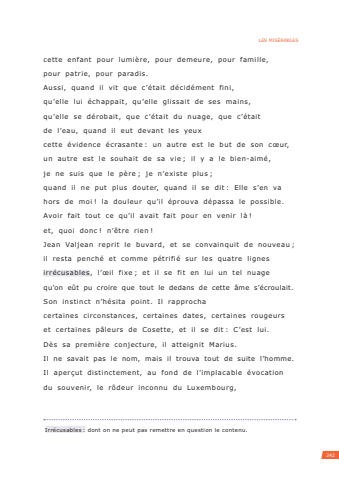 LES MISÉRABLES
cette enfant pour lumière, pour demeure, pour famille,
pour patrie, pour paradis.
Aussi, quand il vit que c’était décidément fini,
qu’elle lui échappait, qu’elle glissait de ses mains,
qu’elle se dérobait, que c’était du nuage, que c’était
de l’eau, quand il eut devant les yeux
cette évidence écrasante : un autre est le but de son cœur,
un autre est le souhait de sa vie ; il y a le bien-aimé,
je ne suis que le père ; je n’existe plus ;
quand il ne put plus douter, quand il se dit : Elle s’en va
hors de moi ! la douleur qu’il éprouva dépassa le possible.
Avoir fait tout ce qu’il avait fait pour en venir là !
et, quoi donc ! n’être rien !
Jean Valjean reprit le buvard, et se convainquit de nouveau ;
il resta penché et comme pétrifié sur les quatre lignes
irrécusables, l’œil fixe ; et il se fit en lui un tel nuage
qu’on eût pu croire que tout le dedans de cette âme s’écroulait.
Son instinct n’hésita point. Il rapprocha
certaines circonstances, certaines dates, certaines rougeurs
et certaines pâleurs de Cosette, et il se dit : C’est lui.
Dès sa première conjecture, il atteignit Marius.
Il ne savait pas le nom, mais il trouva tout de suite l’homme.
Il aperçut distinctement, au fond de l’implacable évocation
du souvenir, le rôdeur inconnu du Luxembourg,
Irrécusables : dont on ne peut pas remettre en question le contenu.
242